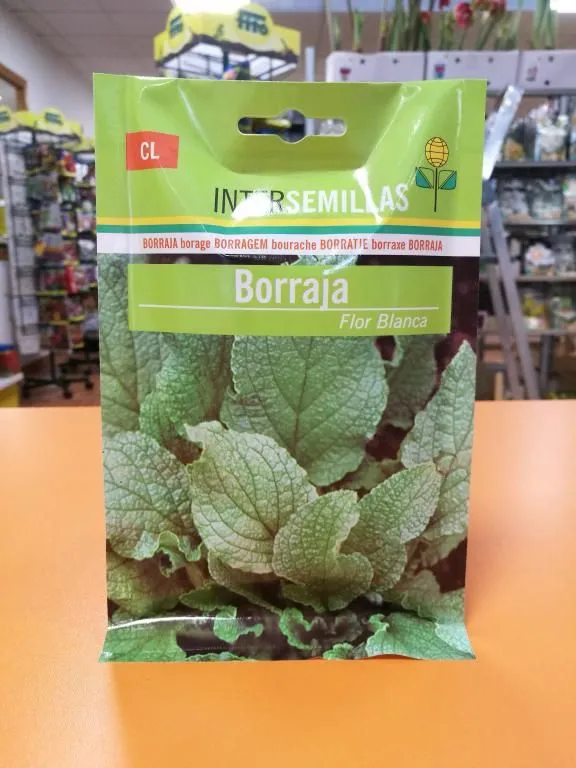 CL
INTERSEMILLAS
BORRAJA borage BORRAGEM bourache BORRATIE borraxe BORRAJA
Borraja
Flor Blanca